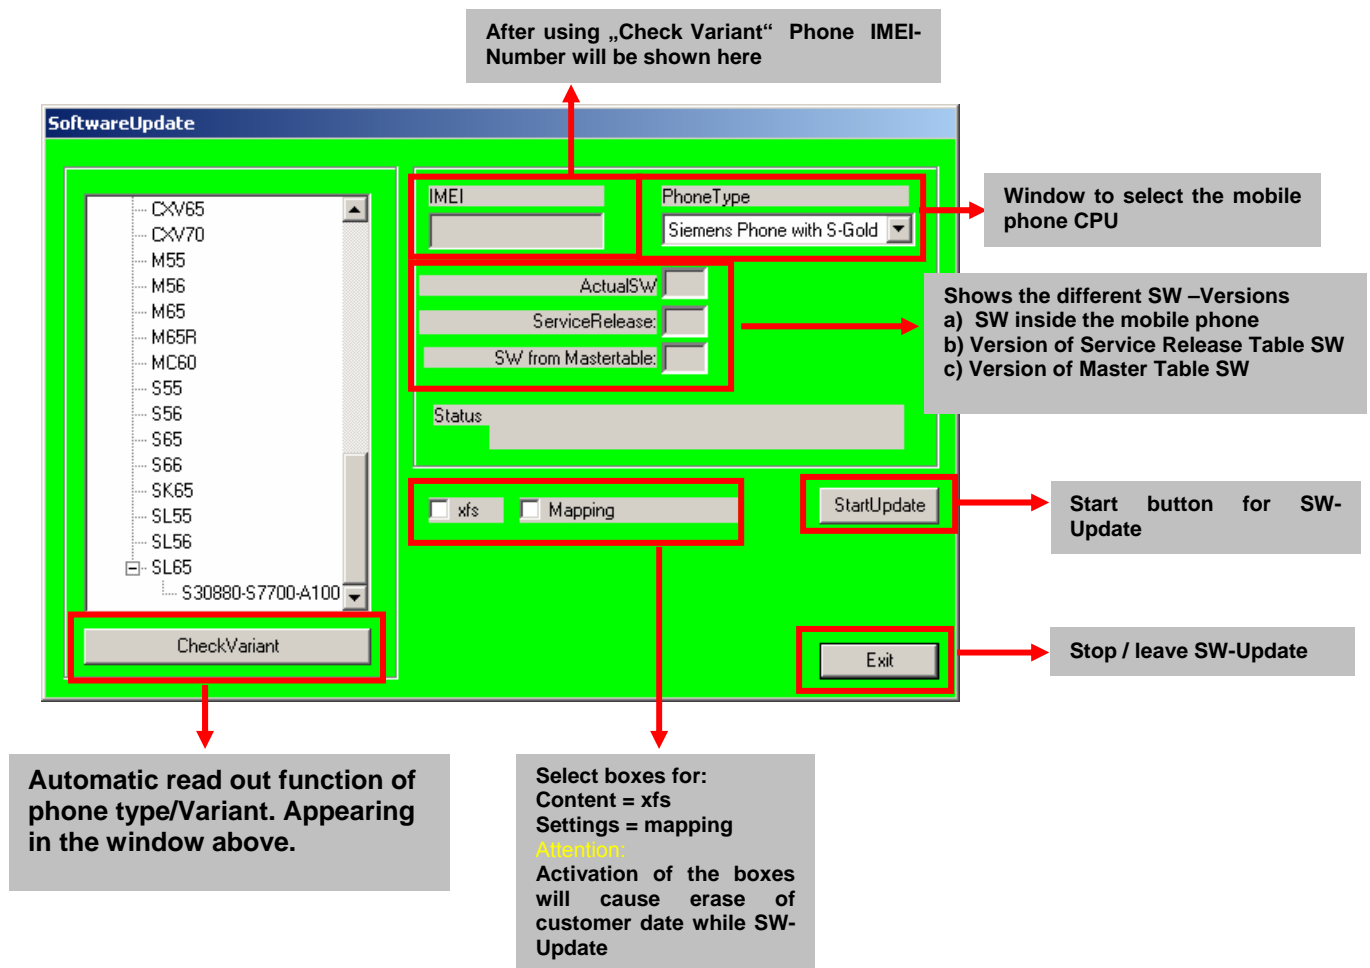 After using „Check Variant“ Phone IMEI-
Number will be shown here
SoftwareUpdate
CXV65
CXV70
M55
M56
M65
M65R
MC60
S55
S56
S65
S66
SK65
SL55
SL56
SL65
S30880-S7700-A100
CheckVariant
IMEI
PhoneType
Siemens Phone with S-Gold
ActualSW
ServiceRelease:
SW from Mastertable:
Status
xfs
Mapping
StartUpdate
Exit
Window to select the mobile
phone CPU
Shows the different SW –Versions
a) SW inside the mobile phone
b) Version of Service Release Table SW
c) Version of Master Table SW
Start button for SW-
Update
Stop / leave SW-Update
Automatic read out function of
phone type/Variant. Appearing
in the window above.
Select boxes for:
Content = xfs
Settings = mapping
Attention:
Activation of the boxes
will cause erase of
customer date while SW-
Update